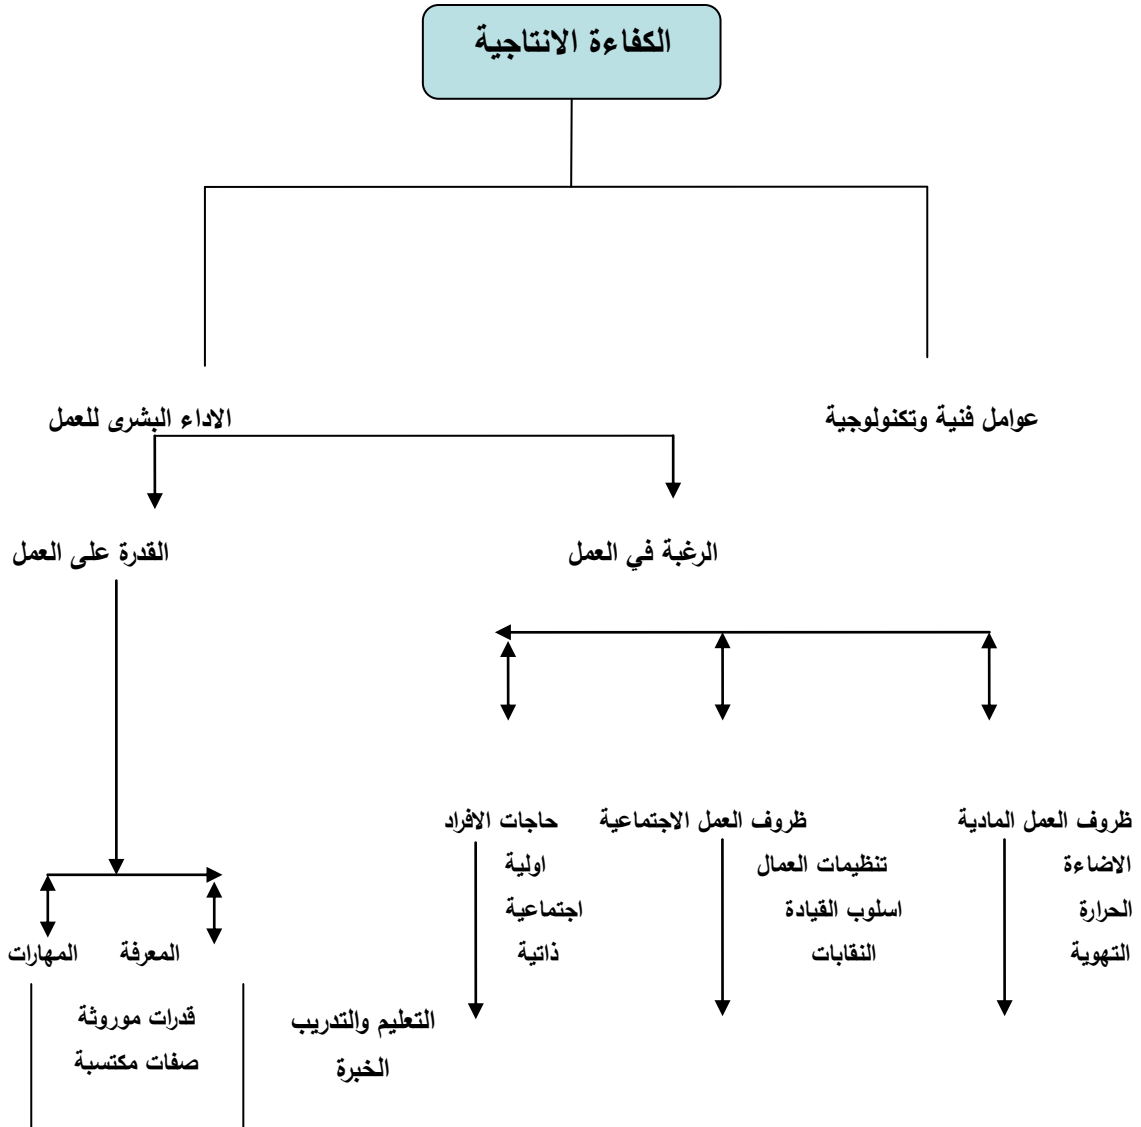 الكفاءة الانتاجية
عوامل فنية وتكنولوجية
الاداء البشرى للعمل
الرغبة في العمل
القدرة على العمل
ظروف العمل المادية
الاضاءة
الحرارة
التهوية
ظروف العمل الاجتماعية
تنظيمات العمال
اسلوب القيادة
النقابات
حاجات الافراد
اولية
اجتماعية
ذاتية
المعرفة
التعليم والتدريب
الخبرة
المهارات
قدرات موروثة
صفات مكتسبة